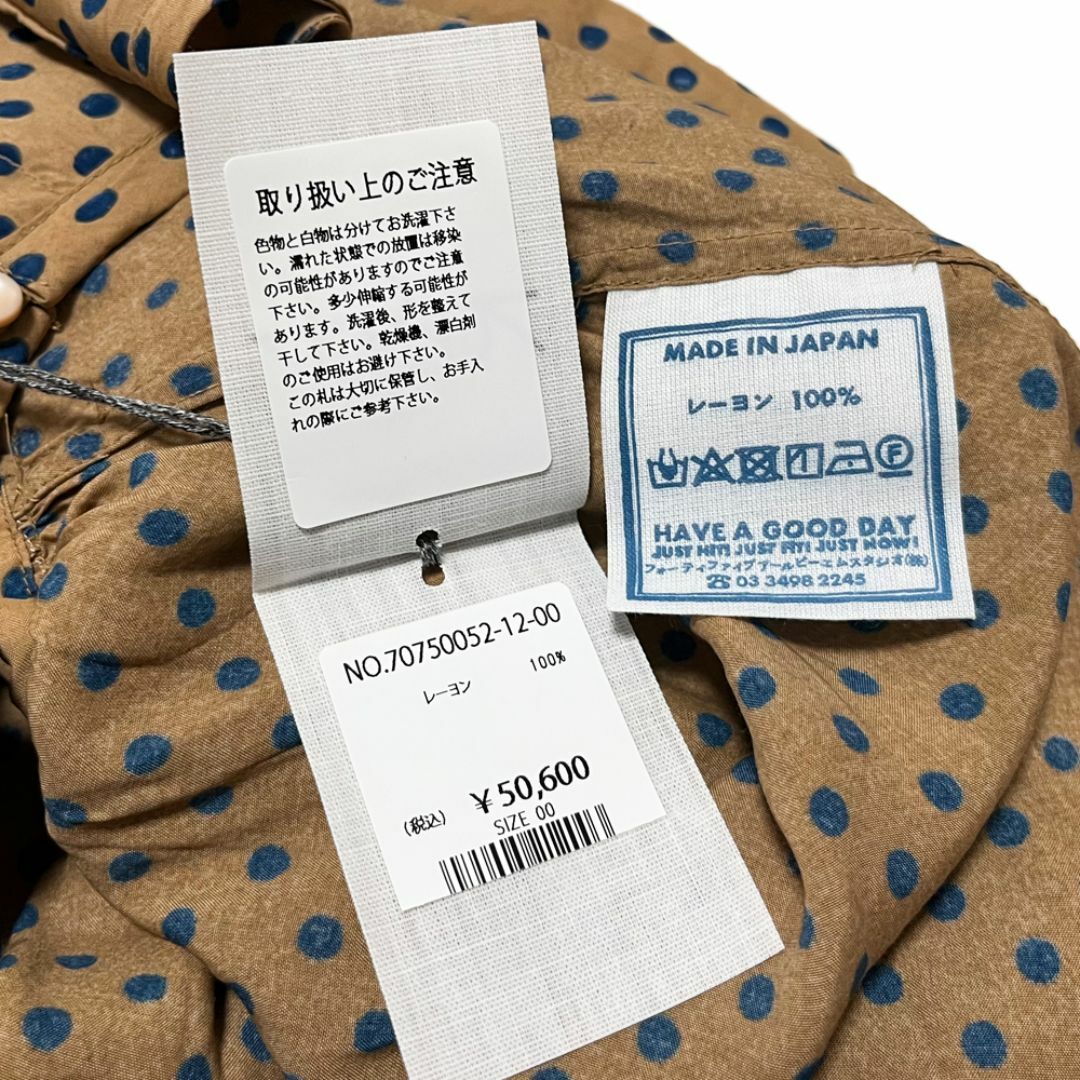 取り扱い上のご注意
色物と白物は分けてお洗濯下さ
い。濡れた状態での放置は移染
の可能性がありますのでご注意
下さい。多少伸縮する可能性が
あります。洗濯後、形を整えて
干して下さい。乾燥機、漂白剤
のご使用はお避け下さい。
この札は大切に保管し、お手入
れの際にご参考下さい。
MADE IN JAPAN
レーヨン 100%
F
HAVE A GOOD DAY
JUST HIT! JUST FIT! JUST NOW!
フォーティファイブアールピーエムスタジオ(株)
☎ 03 3498 2245
NO.70750052-12-00
レーヨン 100%
(税込) ¥50,600
SIZE 00